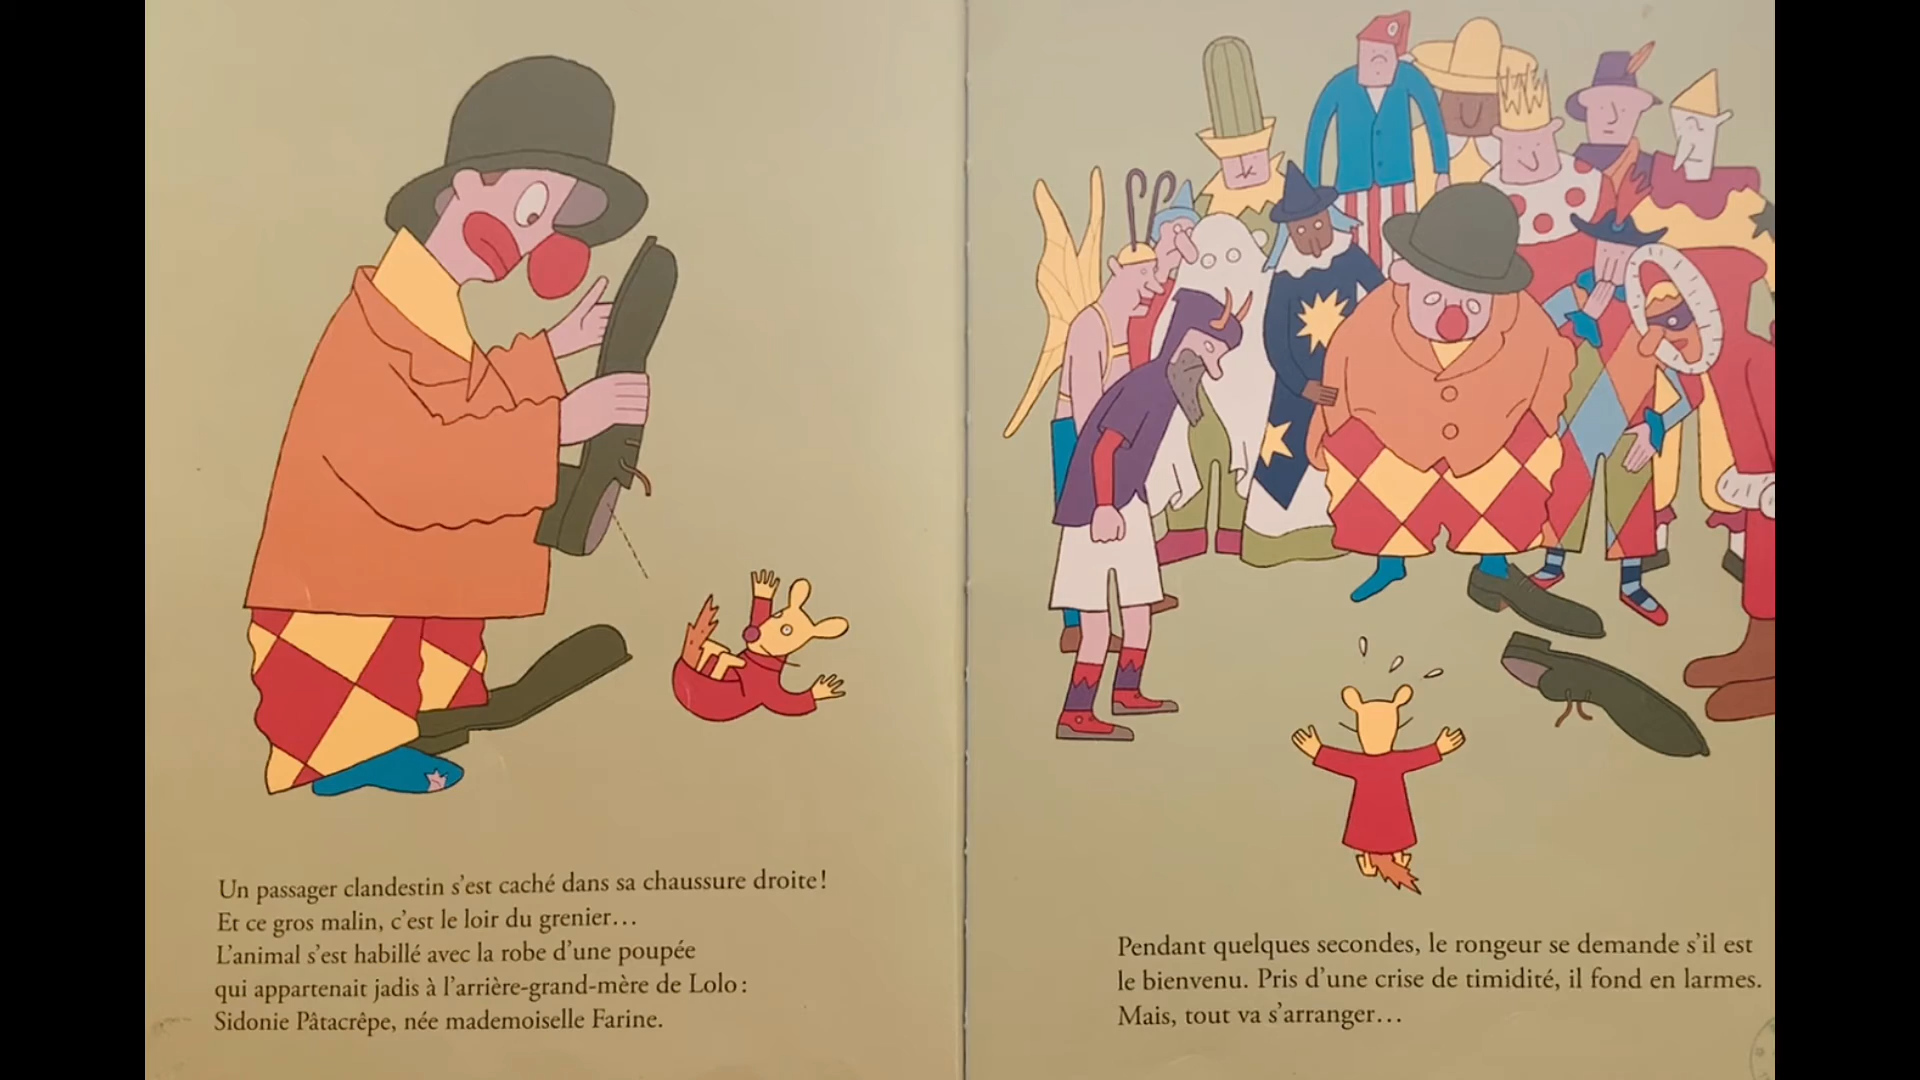 Un passager clandestin s'est caché dans sa chaussure droite!
Et ce gros malin, c'est le loir du grenier…
L'animal s'est habillé avec la robe d'une poupée
qui appartenait jadis à l'arrière-grand-mère de Lolo:
Sidonie Pâtacrêpe, née mademoiselle Farine.
Pendant quelques secondes, le rongeur se demande s'il est
le bienvenu. Pris d'une crise de timidité, il fond en larmes.
Mais, tout va s'arranger…